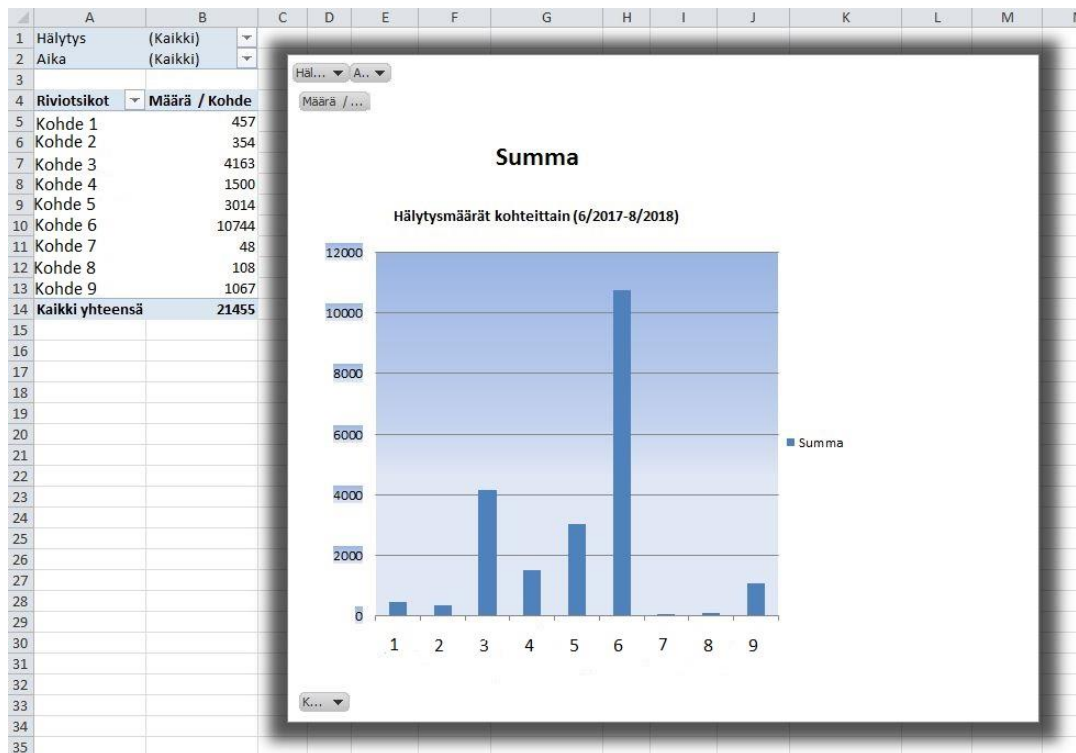 A B C D E F G H I J K L M
1 Hälytys (Kaikki)
2 Aika (Kaikki)
3
4 Riviotsikot Määrä / Kohde
5 Kohde 1 457
6 Kohde 2 354
7 Kohde 3 4163
8 Kohde 4 1500
9 Kohde 5 3014
10 Kohde 6 10744
11 Kohde 7 48
12 Kohde 8 108
13 Kohde 9 1067
14 Kaikki yhteensä 21455
15
16
17
18
19
20
21
22
23
24
25
26
27
28
29
30
31
32
33
34
35
Häl... A..
Määrä / ...
Summa
Hälytysmäärät kohteittain (6/2017-8/2018)
12000
10000
8000
6000
4000
2000
0
1 2 3 4 5 6 7 8 9
Summa
K...